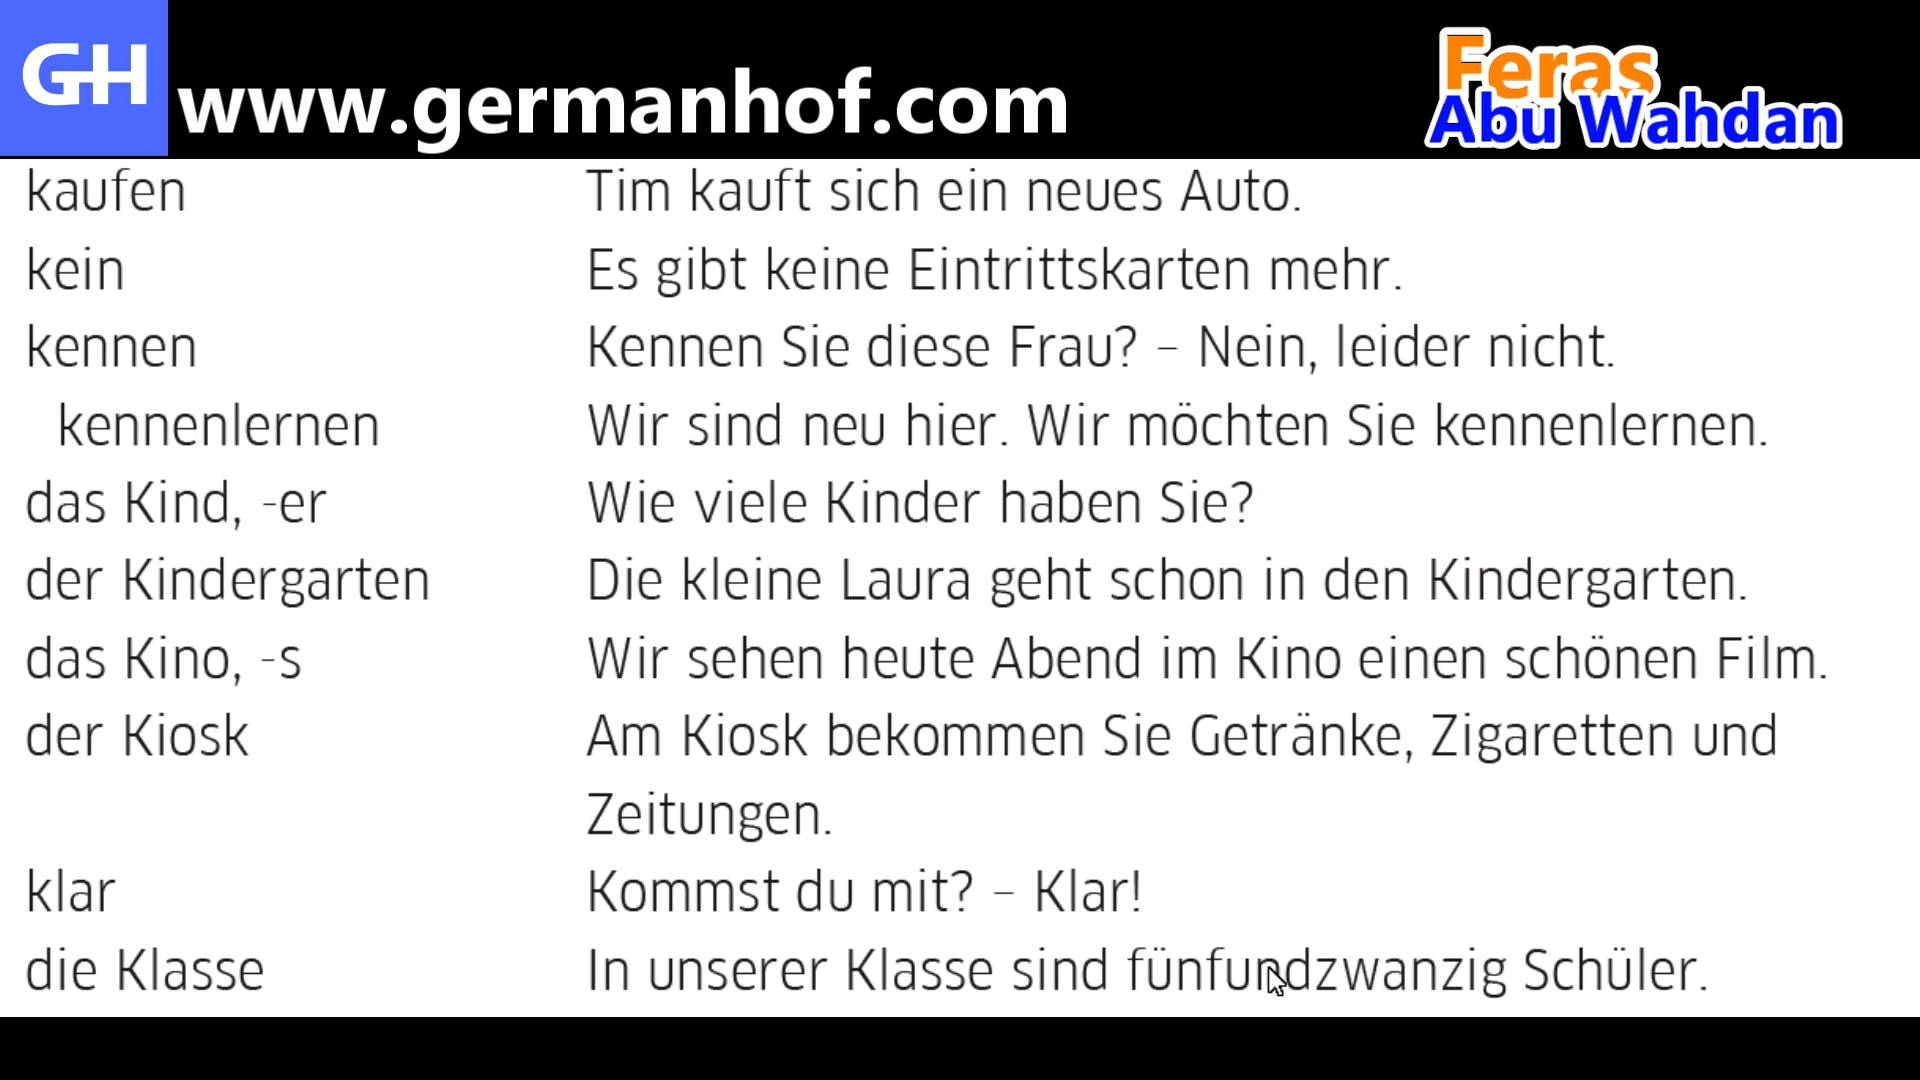 GH
www.germanhof.com
Feras
Abu Wahdan
kaufen Tim kauft sich ein neues Auto.
kein Es gibt keine Eintrittskarten mehr.
kennen Kennen Sie diese Frau? – Nein, leider nicht.
kennenlernen Wir sind neu hier. Wir möchten Sie kennenlernen.
das Kind, -er Wie viele Kinder haben Sie?
der Kindergarten Die kleine Laura geht schon in den Kindergarten.
das Kino, -s Wir sehen heute Abend im Kino einen schönen Film.
der Kiosk Am Kiosk bekommen Sie Getränke, Zigaretten und
Zeitungen.
klar Kommst du mit? – Klar!
die Klasse In unserer Klasse sind fünfundzwanzig Schüler.